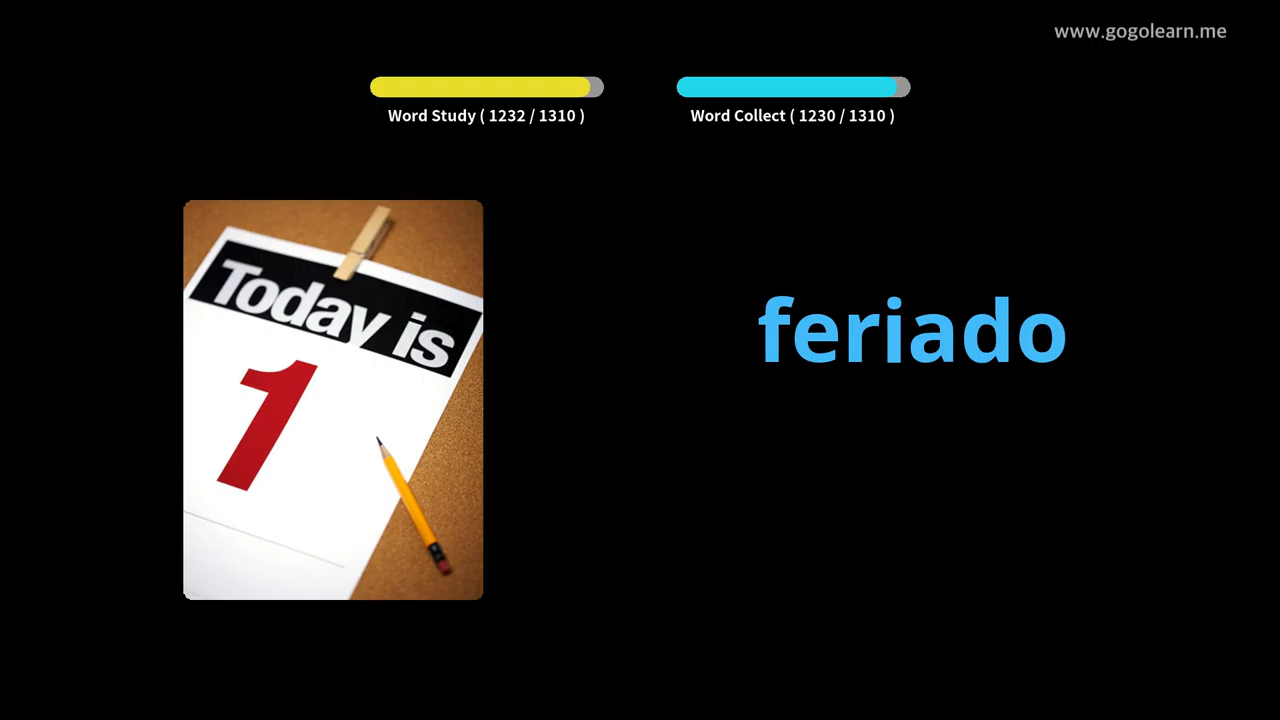 www.gogolearn.me
Word Study ( 1232 / 1310 )
Word Collect ( 1230 / 1310 )
Today is
1
feriado